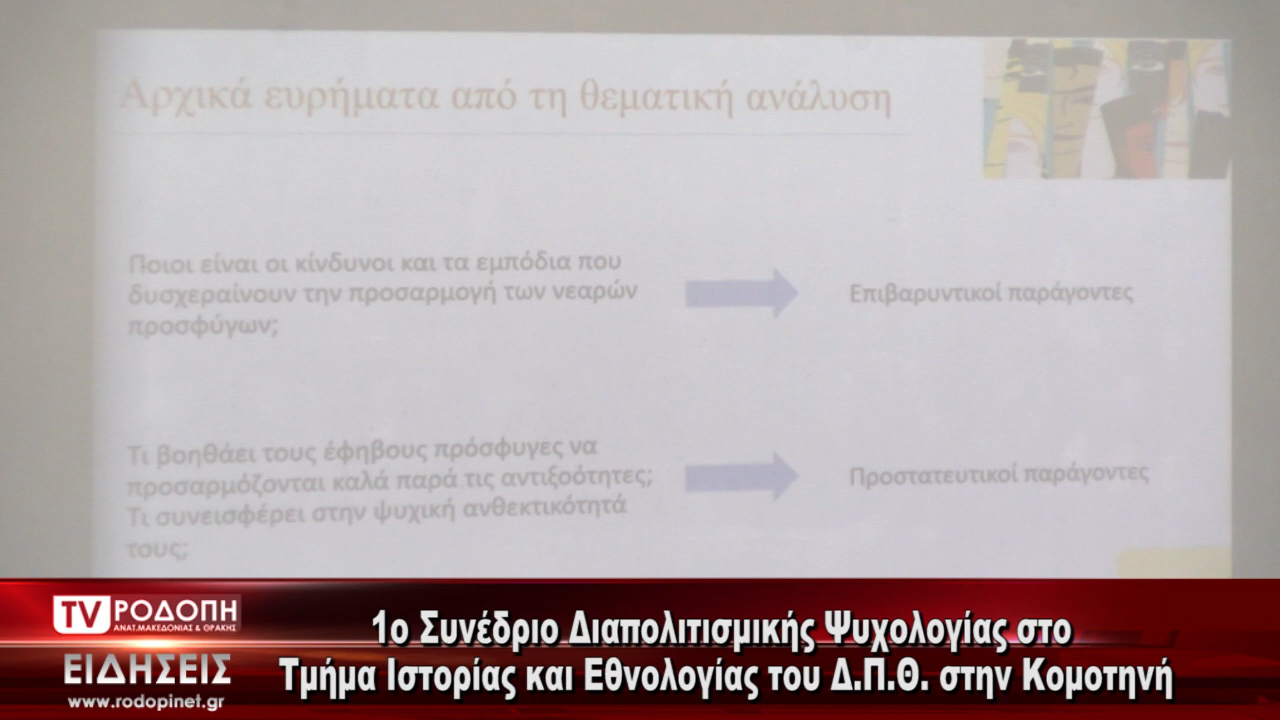 Αρχικά ευρήματα από τη θεματική ανάλυση
Ποιοι είναι οι κίνδυνοι και τα εμπόδια που
δυσχεραίνουν την προσαρμογή των νεαρών
προσφύγων;
Επιβαρυντικοί παράγοντες
Τι βοηθάει τους έφηβους πρόσφυγες να
προσαρμόζονται καλά παρά τις αντιξοότητες;
Τι συνεισφέρει στην ψυχική ανθεκτικότητά
τους;
Προστατευτικοί παράγοντες
TV ΡΟΔΟΠΗ
ΑΝΑΤ.ΜΑΚΕΔΟΝΙΑΣ & ΘΡΑΚΗΣ
ΕΙΔΗΣΕΙΣ
www.rodopinet.gr
1ο Συνέδριο Διαπολιτισμικής Ψυχολογίας στο
Τμήμα Ιστορίας και Εθνολογίας του Δ.Π.Θ. στην Κομοτηνή